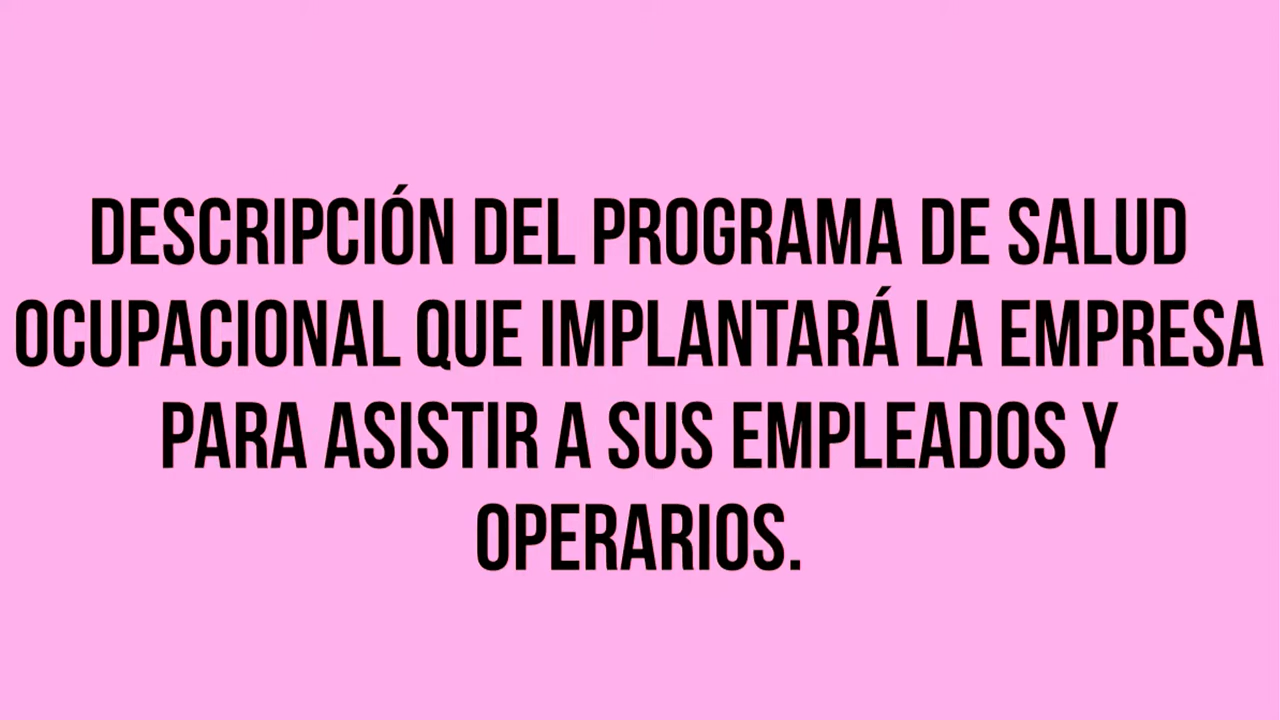 DESCRIPCIÓN DEL PROGRAMA DE SALUD
OCUPACIONAL QUE IMPLANTARÁ LA EMPRESA
PARA ASISTIR A SUS EMPLEADOS Y
OPERARIOS.